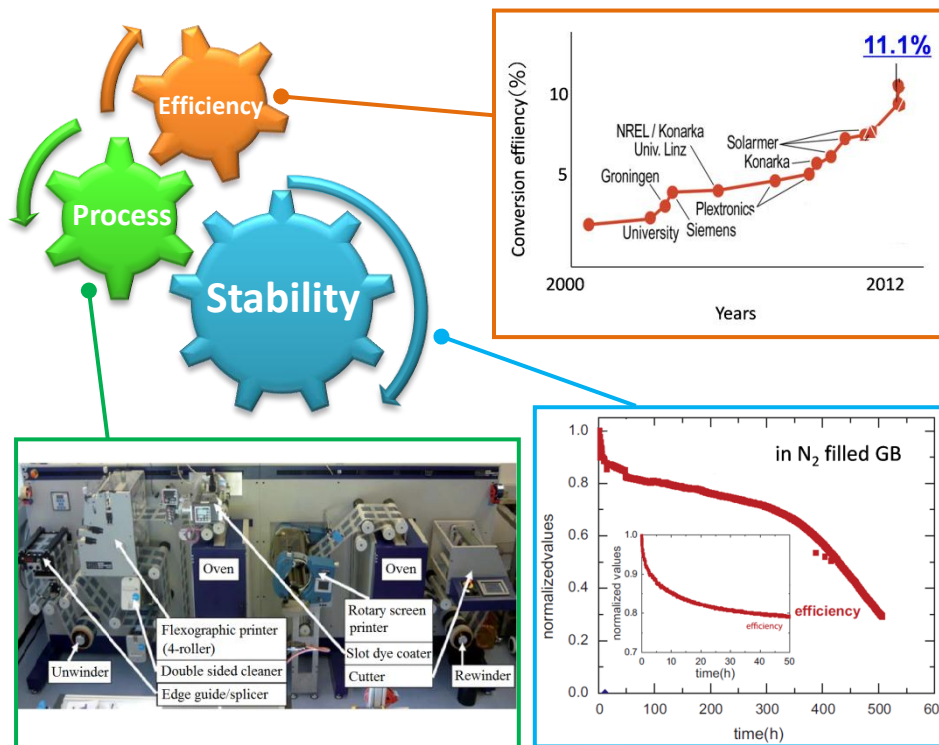 Efficiency
Process
Stability
11.1%
Conversion effiency(%)
10
5
NREL / Konarka
Univ. Linz
Groningen
University
Siemens
Plextronics
Solarmer
Konarka
2000
2012
Years
Oven
Oven
Unwinder
Flexographic printer
(4-roller)
Double sided cleaner
Edge guide/splicer
Rotary screen
printer
Slot dye coater
Cutter
Rewinder
in N₂ filled GB
normalizedvalues
1.0
0.8
0.6
0.4
0.2
0.0
0
100
200
300
400
500
600
time(h)
efficiency
normalized values
1.0
0.9
0.8
0.7
0
10
20
30
40
50
time(h)
efficiency